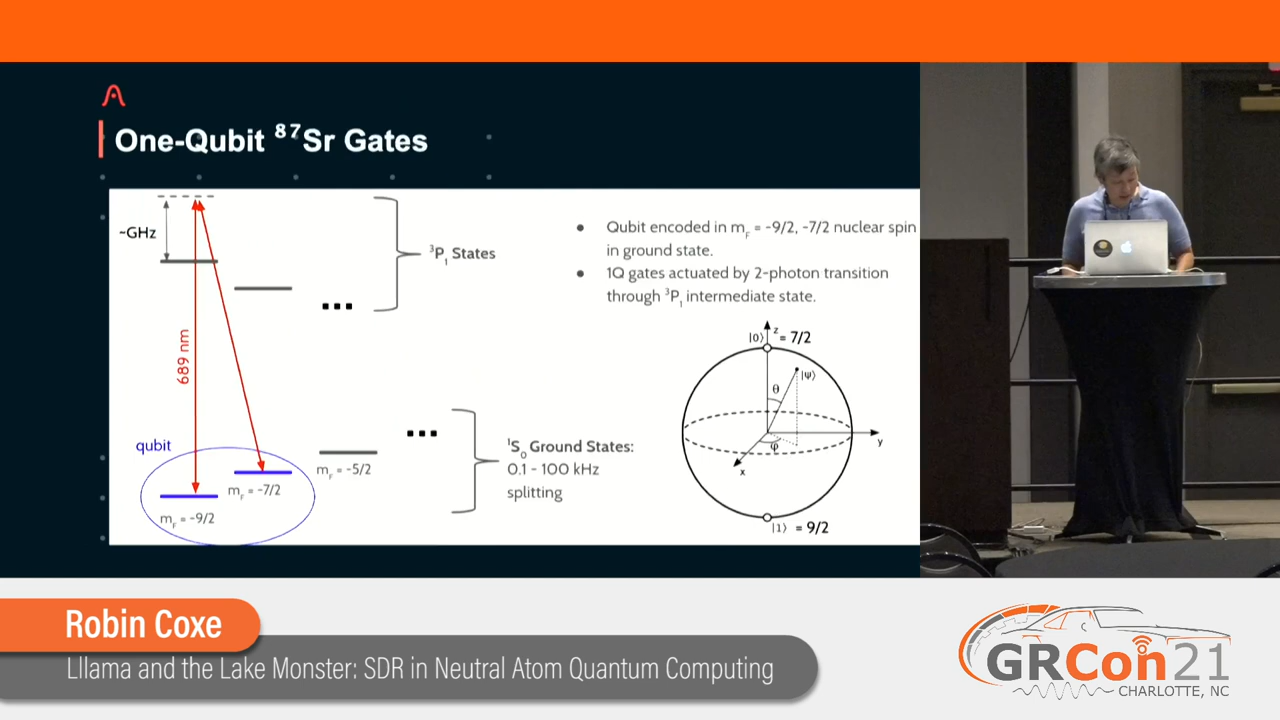 One-Qubit ⁸⁷Sr Gates
~GHz
³P₁ States
689 nm
qubit
m_F = -9/2
m_F = -7/2
m_F = -5/2
¹S₀ Ground States:
0.1 - 100 kHz
splitting
● Qubit encoded in m_F = -9/2, -7/2 nuclear spin
in ground state.
● 1Q gates actuated by 2-photon transition
through ³P₁ intermediate state.
|0⟩ z = 7/2
|ψ⟩
θ
φ
x
y
|1⟩ = 9/2
Robin Coxe
Lllama and the Lake Monster: SDR in Neutral Atom Quantum Computing
GRCon21
CHARLOTTE, NC